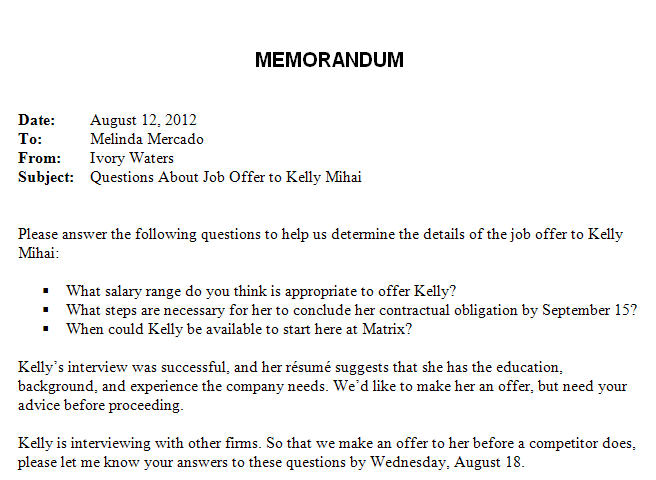 MEMORANDUM
Date: August 12, 2012
To: Melinda Mercado
From: Ivory Waters
Subject: Questions About Job Offer to Kelly Mihai
Please answer the following questions to help us determine the details of the job offer to Kelly
Mihai:
▪ What salary range do you think is appropriate to offer Kelly?
▪ What steps are necessary for her to conclude her contractual obligation by September 15?
▪ When could Kelly be available to start here at Matrix?
Kelly’s interview was successful, and her résumé suggests that she has the education,
background, and experience the company needs. We’d like to make her an offer, but need your
advice before proceeding.
Kelly is interviewing with other firms. So that we make an offer to her before a competitor does,
please let me know your answers to these questions by Wednesday, August 18.